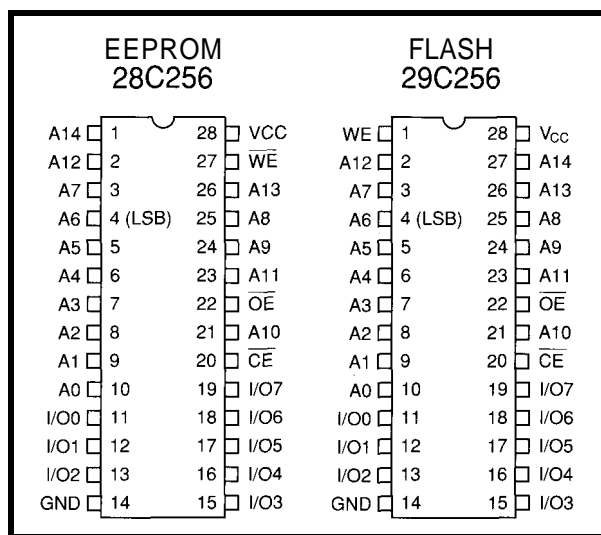 EEPROM FLASH
28C256 29C256
A14 1 28 VCC WE 1 28 VCC
A12 2 27 W̅E̅ A12 2 27 A14
A7 3 26 A13 A7 3 26 A13
A6 4 (LSB) 25 A8 A6 4 (LSB) 25 A8
A5 5 24 A9 A5 5 24 A9
A4 6 23 A11 A4 6 23 A11
A3 7 22 O̅E̅ A3 7 22 O̅E̅
A2 8 21 A10 A2 8 21 A10
A1 9 20 C̅E̅ A1 9 20 C̅E̅
A0 10 19 I/O7 A0 10 19 I/O7
I/O0 11 18 I/O6 I/O0 11 18 I/O6
I/O1 12 17 I/O5 I/O1 12 17 I/O5
I/O2 13 16 I/O4 I/O2 13 16 I/O4
GND 14 15 I/O3 GND 14 15 I/O3